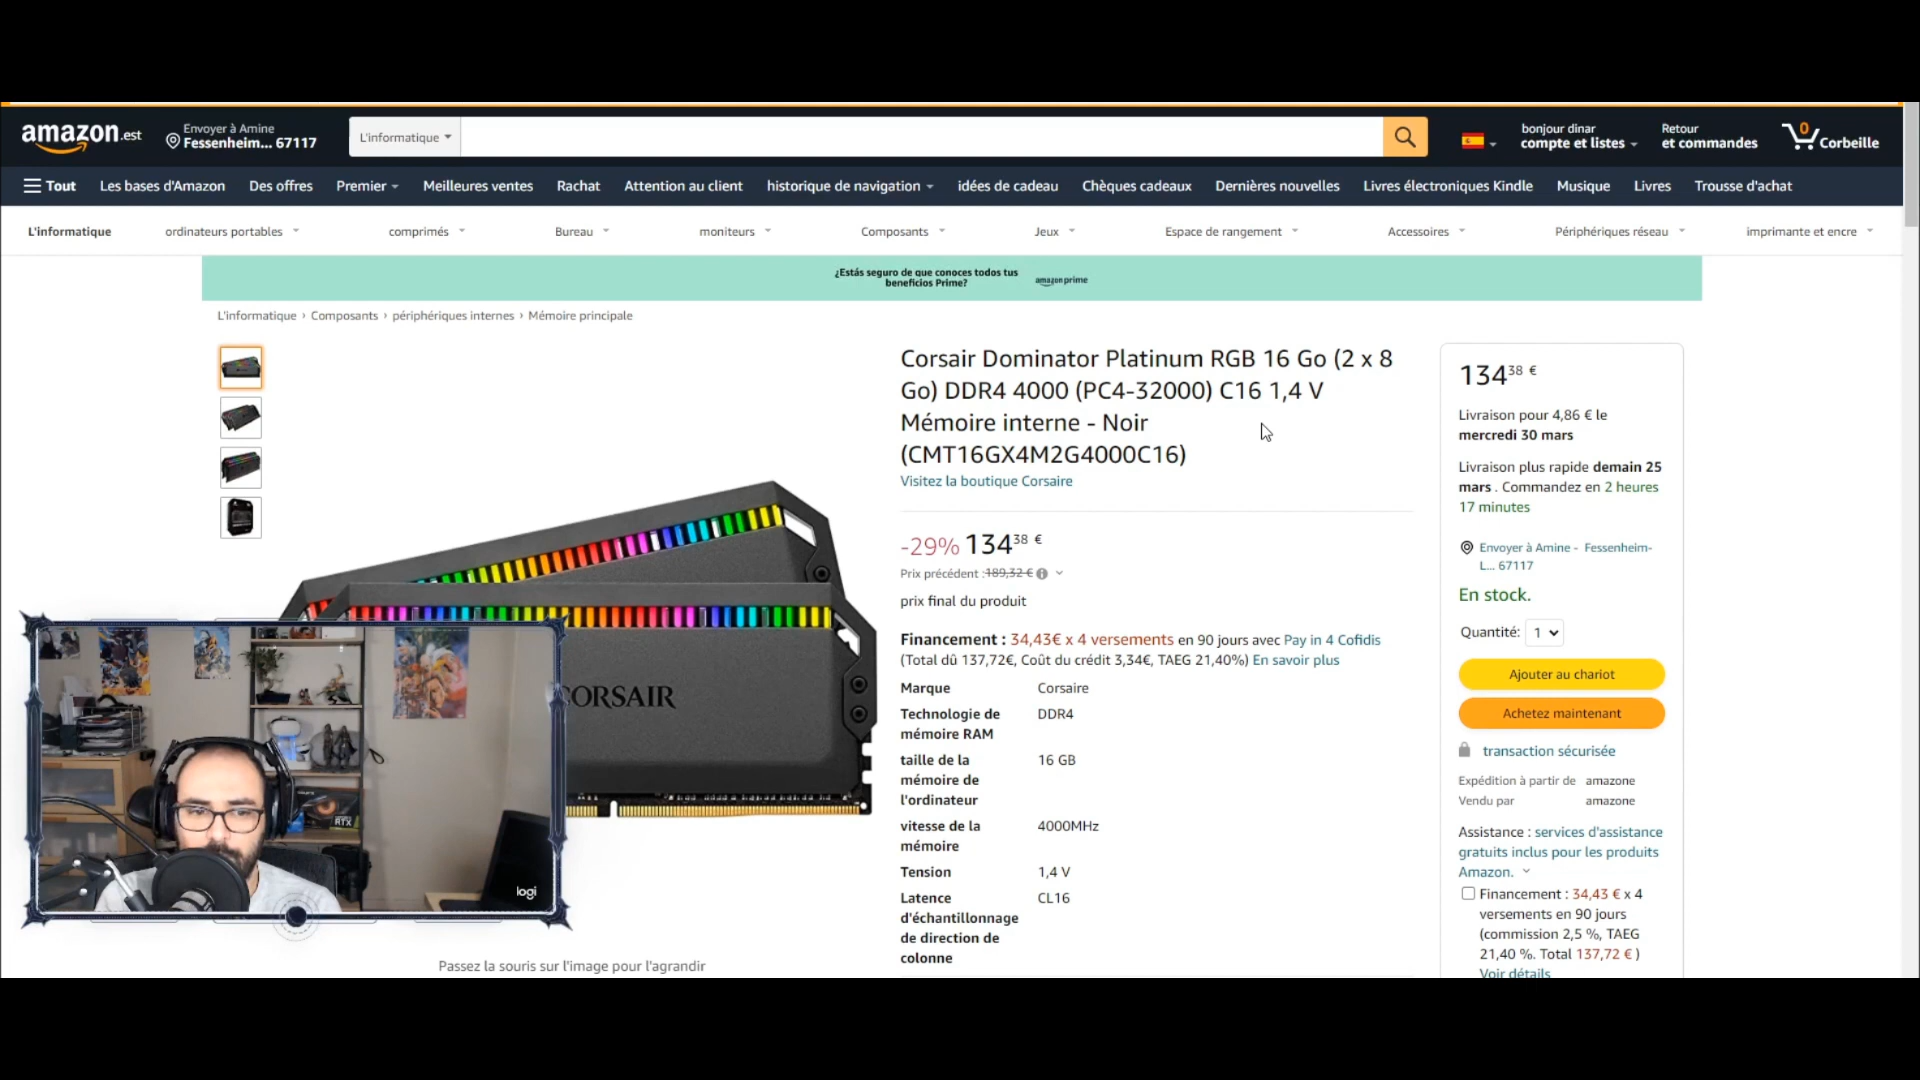 amazon.est
Envoyer à Amine
Fessenheim... 67117
L'informatique
bonjour dinar
compte et listes
Retour
et commandes
0
Corbeille
Tout
Les bases d'Amazon
Des offres
Premier
Meilleures ventes
Rachat
Attention au client
historique de navigation
idées de cadeau
Chèques cadeaux
Dernières nouvelles
Livres électroniques Kindle
Musique
Livres
Trousse d'achat
L'informatique
ordinateurs portables
comprimés
Bureau
moniteurs
Composants
Jeux
Espace de rangement
Accessoires
Périphériques réseau
imprimante et encre
¿Estás seguro de que conoces todos tus
beneficios Prime?
amazon prime
L'informatique › Composants › périphériques internes › Mémoire principale
Corsair Dominator Platinum RGB 16 Go (2 x 8
Go) DDR4 4000 (PC4-32000) C16 1,4 V
Mémoire interne - Noir
(CMT16GX4M2G4000C16)
Visitez la boutique Corsaire
-29% 134 38 €
Prix précédent :189,32 €
prix final du produit
Financement : 34,43€ x 4 versements en 90 jours avec Pay in 4 Cofidis
(Total dû 137,72€, Coût du crédit 3,34€, TAEG 21,40%) En savoir plus
Marque
Corsaire
Technologie de
mémoire RAM
DDR4
taille de la
mémoire de
l'ordinateur
16 GB
vitesse de la
mémoire
4000MHz
Tension
1,4 V
Latence
d'échantillonnage
de direction de
colonne
CL16
CORSAIR
RTX
logi
Passez la souris sur l'image pour l'agrandir
134 38 €
Livraison pour 4,86 € le
mercredi 30 mars
Livraison plus rapide demain 25
mars . Commandez en 2 heures
17 minutes
Envoyer à Amine - Fessenheim-
L... 67117
En stock.
Quantité: 1
Ajouter au chariot
Achetez maintenant
transaction sécurisée
Expédition à partir de amazone
Vendu par amazone
Assistance : services d'assistance
gratuits inclus pour les produits
Amazon.
Financement : 34,43 € x 4
versements en 90 jours
(commission 2,5 %, TAEG
21,40 %. Total 137,72 € )
Voir détails